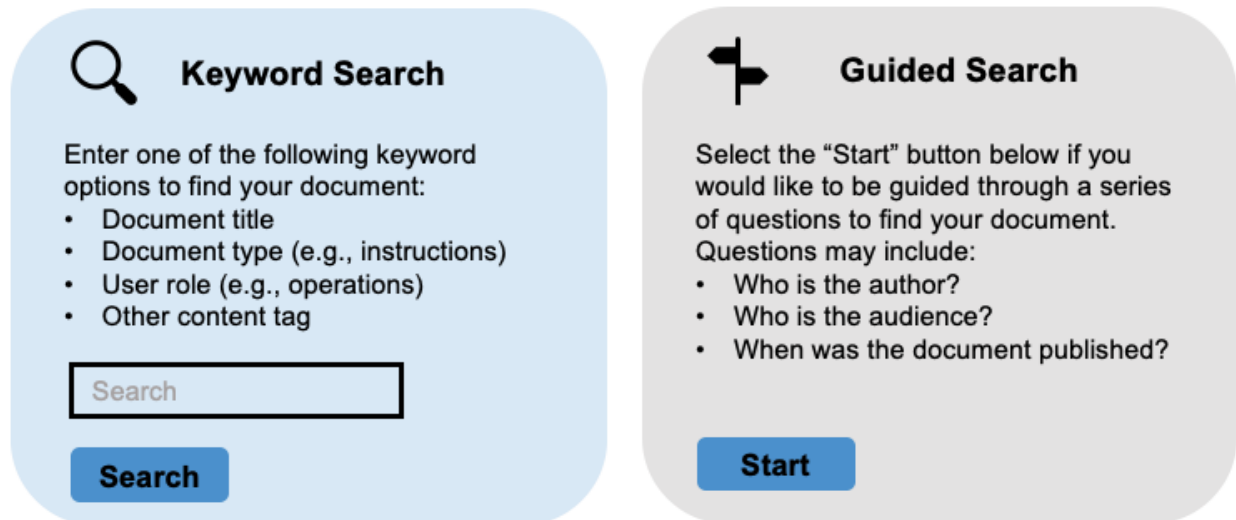 Keyword Search
Enter one of the following keyword
options to find your document:
• Document title
• Document type (e.g., instructions)
• User role (e.g., operations)
• Other content tag
Search
Search
Guided Search
Select the “Start” button below if you
would like to be guided through a series
of questions to find your document.
Questions may include:
• Who is the author?
• Who is the audience?
• When was the document published?
Start